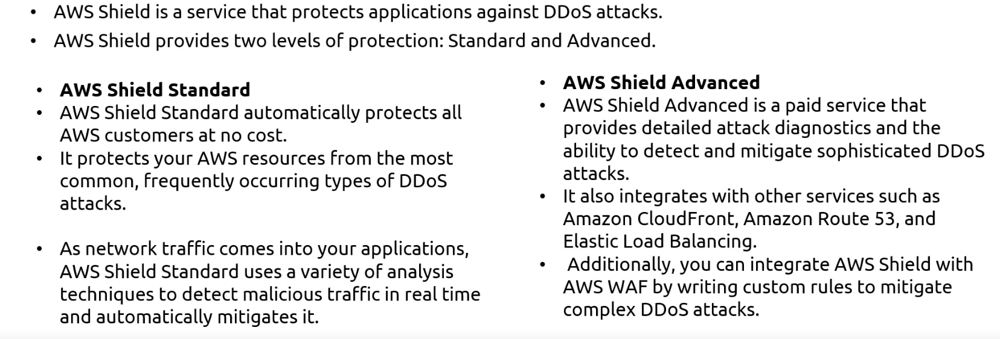 • AWS Shield is a service that protects applications against DDoS attacks.
• AWS Shield provides two levels of protection: Standard and Advanced.
• AWS Shield Standard
• AWS Shield Standard automatically protects all
AWS customers at no cost.
• It protects your AWS resources from the most
common, frequently occurring types of DDoS
attacks.
• As network traffic comes into your applications,
AWS Shield Standard uses a variety of analysis
techniques to detect malicious traffic in real time
and automatically mitigates it.
• AWS Shield Advanced
• AWS Shield Advanced is a paid service that
provides detailed attack diagnostics and the
ability to detect and mitigate sophisticated DDoS
attacks.
• It also integrates with other services such as
Amazon CloudFront, Amazon Route 53, and
Elastic Load Balancing.
• Additionally, you can integrate AWS Shield with
AWS WAF by writing custom rules to mitigate
complex DDoS attacks.